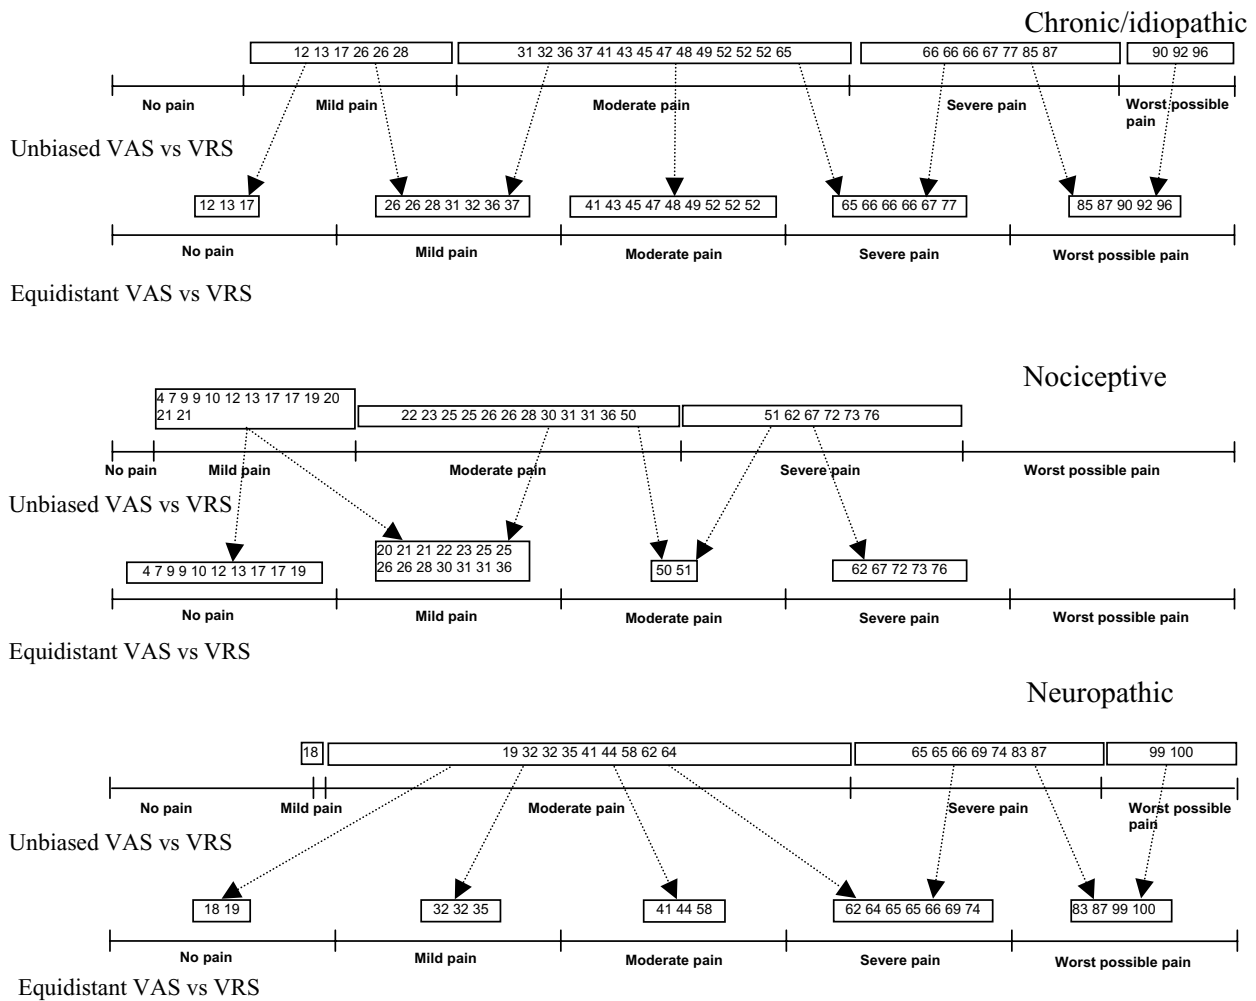 Chronic/idiopathic
12 13 17 26 26 28
31 32 36 37 41 43 45 47 48 49 52 52 52 65
66 66 66 67 77 85 87
90 92 96
No pain
Mild pain
Moderate pain
Severe pain
Worst possible
pain
Unbiased VAS vs VRS
12 13 17
26 26 28 31 32 36 37
41 43 45 47 48 49 52 52 52
65 66 66 66 67 77
85 87 90 92 96
No pain
Mild pain
Moderate pain
Severe pain
Worst possible pain
Equidistant VAS vs VRS
Nociceptive
4 7 9 9 10 12 13 17 17 19 20
21 21
22 23 25 25 26 26 28 30 31 31 36 50
51 62 67 72 73 76
No pain
Mild pain
Moderate pain
Severe pain
Worst possible pain
Unbiased VAS vs VRS
4 7 9 9 10 12 13 17 17 19
20 21 21 22 23 25 25
26 26 28 30 31 31 36
50 51
62 67 72 73 76
No pain
Mild pain
Moderate pain
Severe pain
Worst possible pain
Equidistant VAS vs VRS
Neuropathic
18
19 32 32 35 41 44 58 62 64
65 65 66 69 74 83 87
99 100
No pain
Mild pain
Moderate pain
Severe pain
Worst possible
pain
Unbiased VAS vs VRS
18 19
32 32 35
41 44 58
62 64 65 65 66 69 74
83 87 99 100
No pain
Mild pain
Moderate pain
Severe pain
Worst possible pain
Equidistant VAS vs VRS